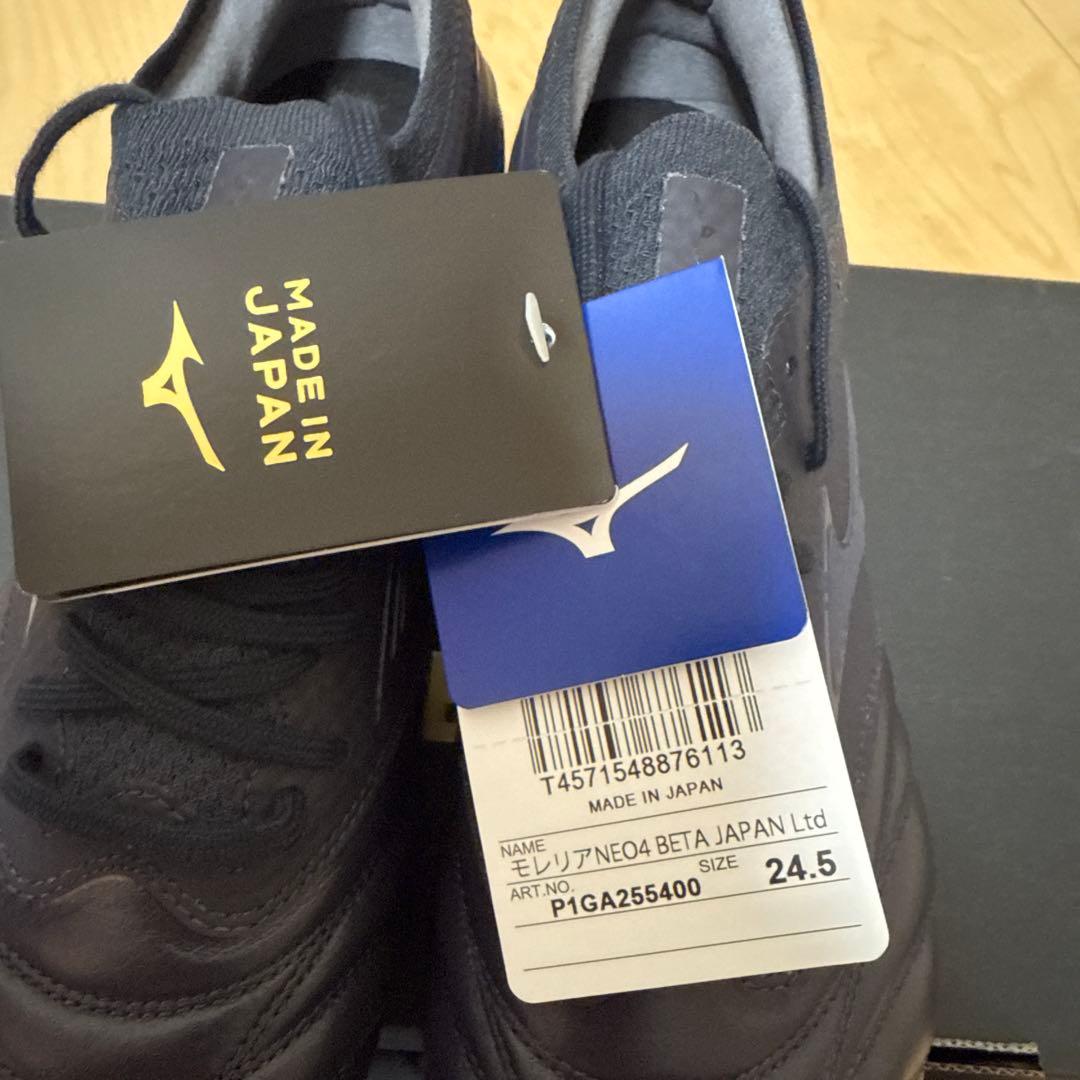 MADE IN
JAPAN
T4571548876113
MADE IN JAPAN
NAME
モレリアNEO4 BETA JAPAN Ltd
ART.NO.
P1GA255400
SIZE
24.5